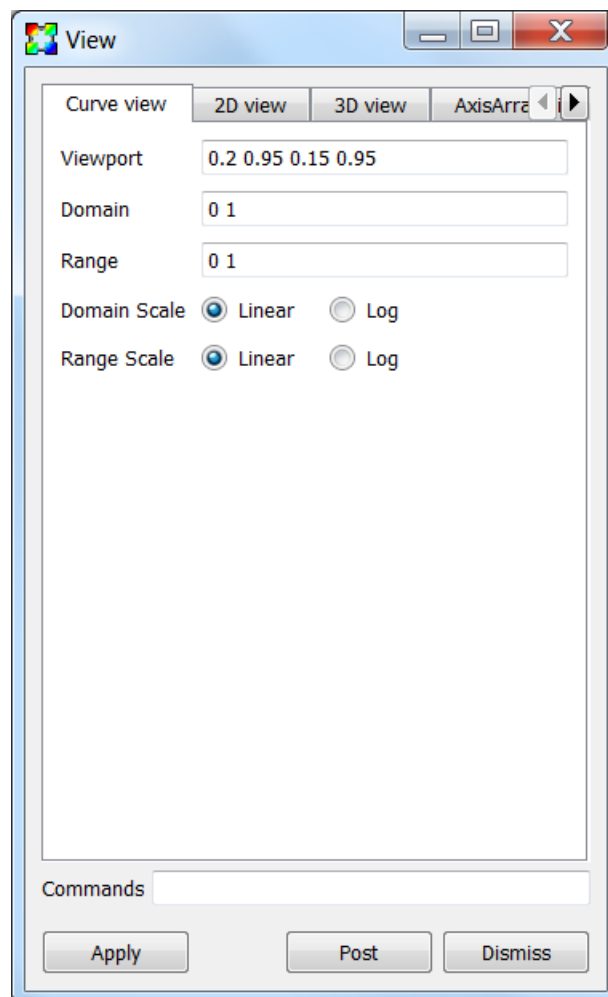 View
Curve view 2D view 3D view AxisArra
Viewport 0.2 0.95 0.15 0.95
Domain 0 1
Range 0 1
Domain Scale Linear Log
Range Scale Linear Log
Commands
Apply Post Dismiss